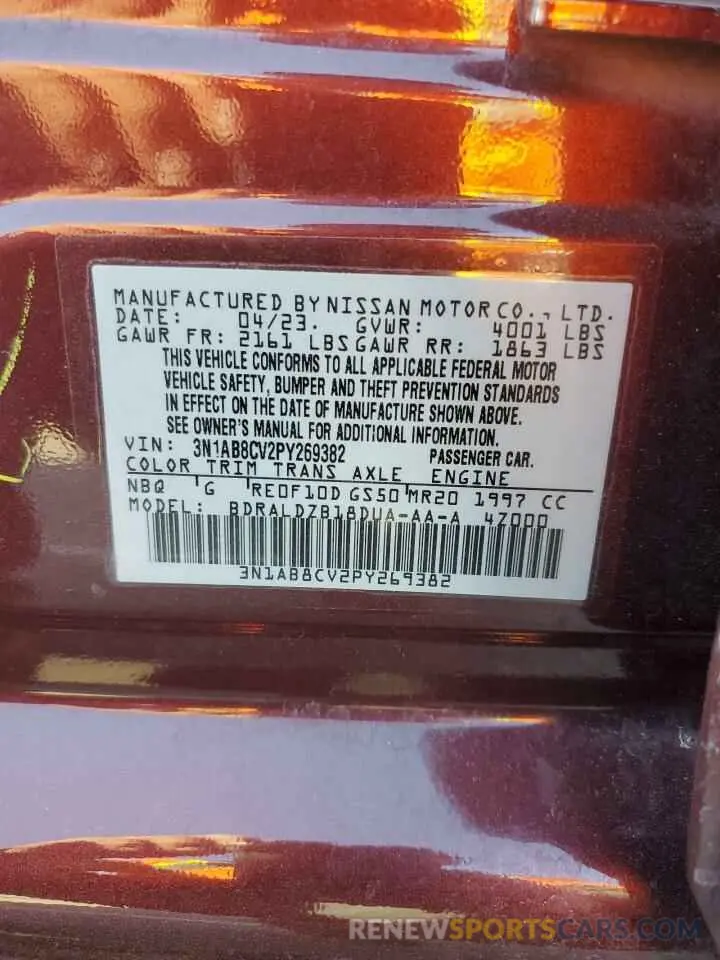 MANUFACTURED BY NISSAN MOTOR CO., LTD.
DATE: 04/23. GVWR: 4001 LBS
GAWR FR: 2161 LBS GAWR RR: 1863 LBS
THIS VEHICLE CONFORMS TO ALL APPLICABLE FEDERAL MOTOR
VEHICLE SAFETY, BUMPER AND THEFT PREVENTION STANDARDS
IN EFFECT ON THE DATE OF MANUFACTURE SHOWN ABOVE.
SEE OWNER'S MANUAL FOR ADDITIONAL INFORMATION.
VIN: 3N1AB8CV2PY269382 PASSENGER CAR.
COLOR TRIM TRANS AXLE ENGINE
NBQ G RE0F10D GS50 MR20 1997 CC
MODEL: BDRALDZB18DUA-AA-A 4Z000
3N1AB8CV2PY269382
RENEWSPORTSCARS.COM